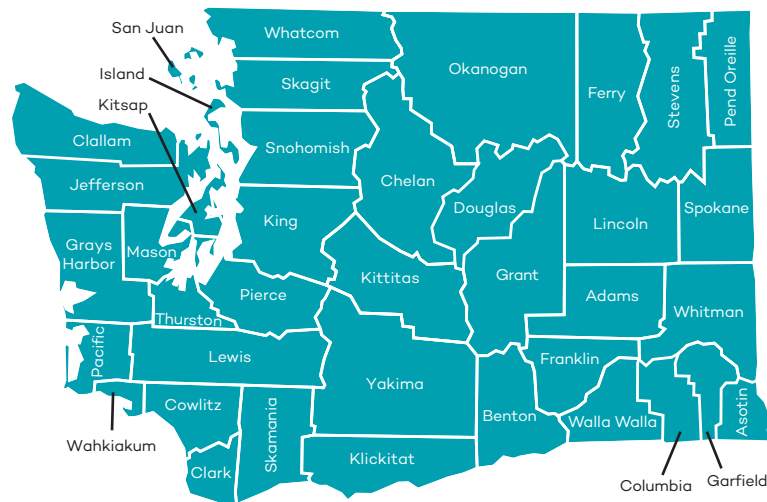 San Juan
Whatcom
Island
Skagit
Okanogan
Ferry
Stevens
Pend Oreille
Kitsap
Clallam
Snohomish
Chelan
Jefferson
Douglas
King
Lincoln
Spokane
Grays
Harbor
Mason
Kittitas
Grant
Pierce
Adams
Whitman
Thurston
Pacific
Lewis
Franklin
Yakima
Cowlitz
Skamania
Benton
Walla Walla
Asotin
Wahkiakum
Klickitat
Clark
Columbia
Garfield